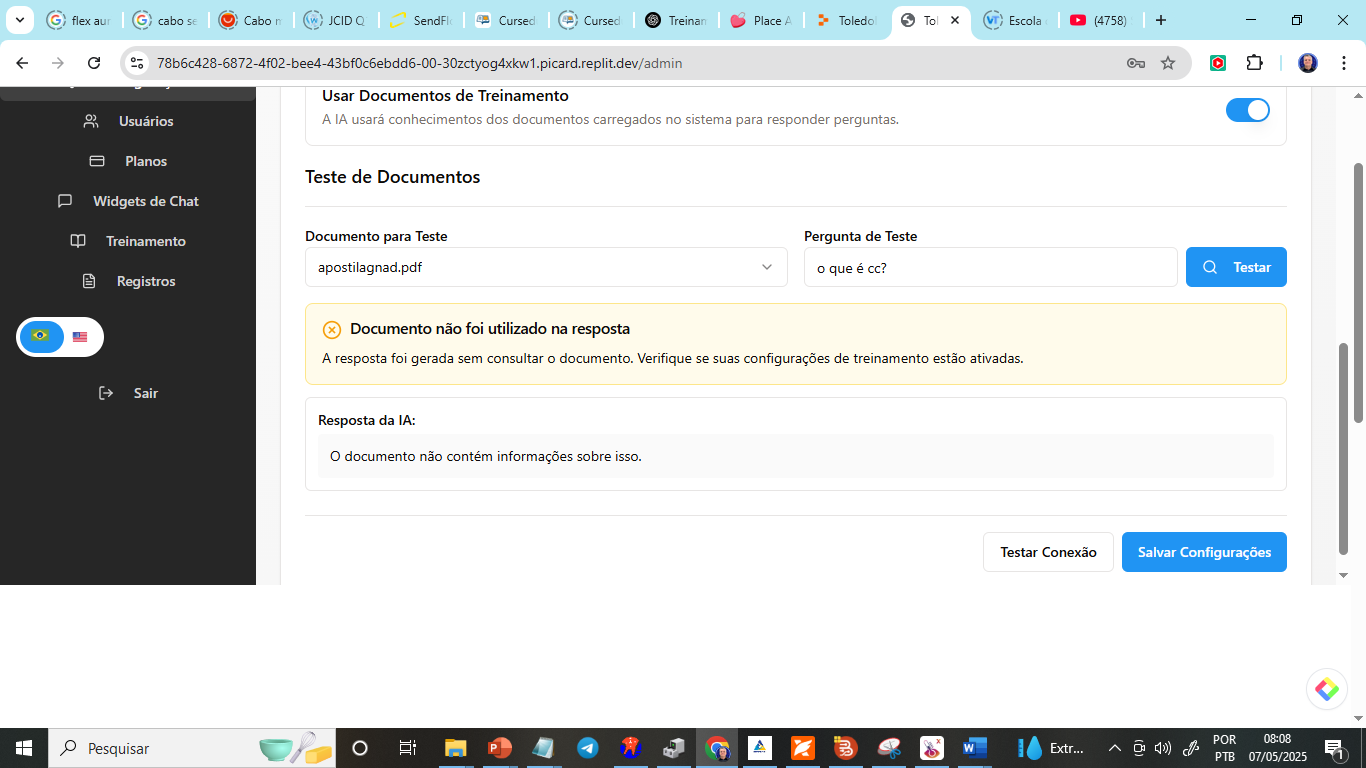 flex aur
cabo se
Cabo n
JCID Q
SendFl
Cursed
Cursed
Treinam
Place A
Toledo
Tol
Escola
(4758)
78b6c428-6872-4f02-bee4-43bf0c6ebdd6-00-30zctyog4xkw1.picard.replit.dev/admin
Usuários
Planos
Widgets de Chat
Treinamento
Registros
Sair
Usar Documentos de Treinamento
A IA usará conhecimentos dos documentos carregados no sistema para responder perguntas.
Teste de Documentos
Documento para Teste
Pergunta de Teste
apostilagnad.pdf
o que é cc?
Testar
Documento não foi utilizado na resposta
A resposta foi gerada sem consultar o documento. Verifique se suas configurações de treinamento estão ativadas.
Resposta da IA:
O documento não contém informações sobre isso.
Testar Conexão
Salvar Configurações
Pesquisar
Extr...
POR
PTB
08:08
07/05/2025
1